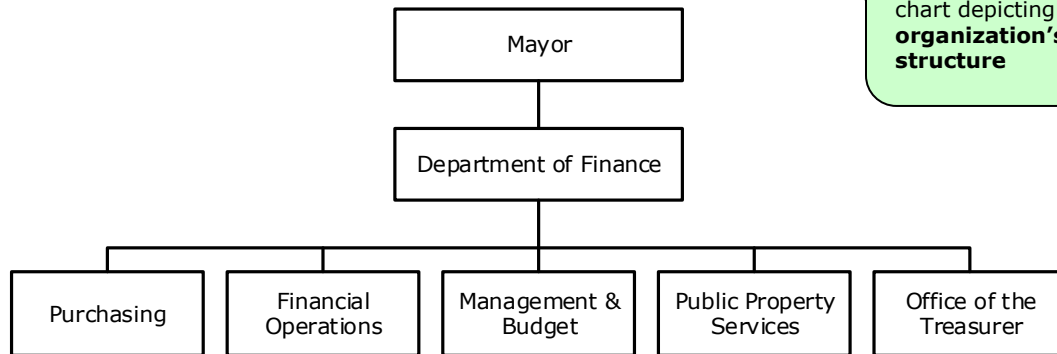 chart depicting
organization's
structure
Mayor
Department of Finance
Purchasing
Financial
Operations
Management &
Budget
Public Property
Services
Office of the
Treasurer